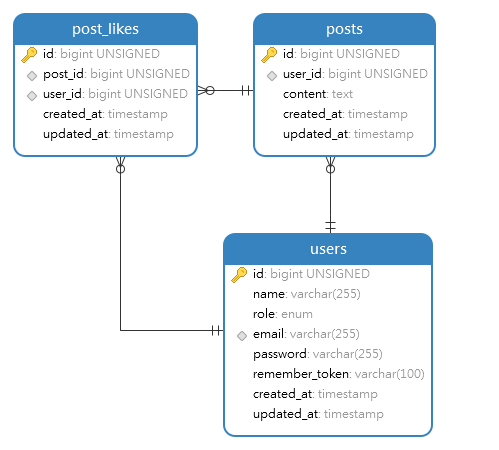 post_likes
id: bigint UNSIGNED
post_id: bigint UNSIGNED
user_id: bigint UNSIGNED
created_at: timestamp
updated_at: timestamp
posts
id: bigint UNSIGNED
user_id: bigint UNSIGNED
content: text
created_at: timestamp
updated_at: timestamp
users
id: bigint UNSIGNED
name: varchar(255)
role: enum
email: varchar(255)
password: varchar(255)
remember_token: varchar(100)
created_at: timestamp
updated_at: timestamp